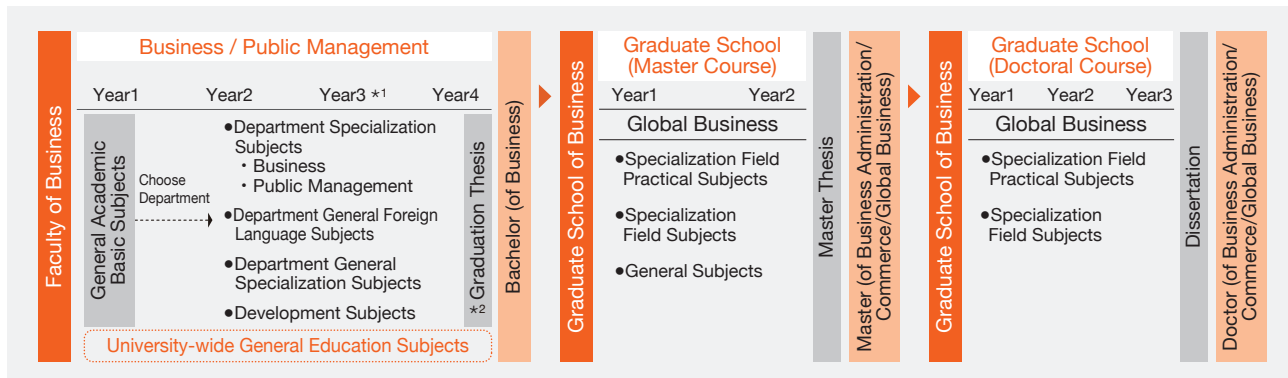 Faculty of Business
Business / Public Management
Year1 Year2 Year3 *1 Year4
General Academic
Basic Subjects
Choose
Department
●Department Specialization
Subjects
・Business
・Public Management
●Department General Foreign
Language Subjects
●Department General
Specialization Subjects
●Development Subjects
*2 Graduation Thesis
University-wide General Education Subjects
Bachelor (of Business)
Graduate School of Business
Graduate School
(Master Course)
Year1 Year2
Global Business
●Specialization Field
Practical Subjects
●Specialization
Field Subjects
●General Subjects
Master Thesis
Master (of Business Administration/
Commerce/Global Business)
Graduate School of Business
Graduate School
(Doctoral Course)
Year1 Year2 Year3
Global Business
●Specialization Field
Practical Subjects
●Specialization
Field Subjects
Dissertation
Doctor (of Business Administration/
Commerce/Global Business)